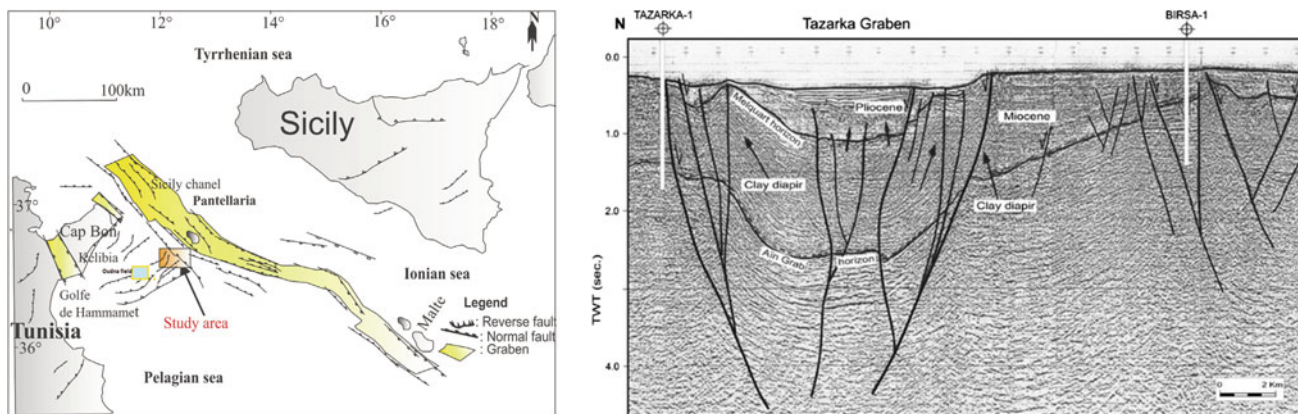 10° 12° 14° 16° 18° N
Tyrrhenian sea
0 100km
Sicily
Sicily chanel
Pantellaria
37°
Cap Bon
Kelibia
Oudna field
Ionian sea
Golfe
de Hammamet
Study area
Malte
Legend
: Reverse fault
: Normal fault
: Graben
Tunisia
36°
Pelagian sea
N TAZARKA-1 Tazarka Graben BIRSA-1
0.0
Pliocene
Melquart horizon
Miocene
1.0
Clay diapir
Clay diapir
2.0
Ain Grab horizon
TWT (sec.)
4.0
0 2 Km